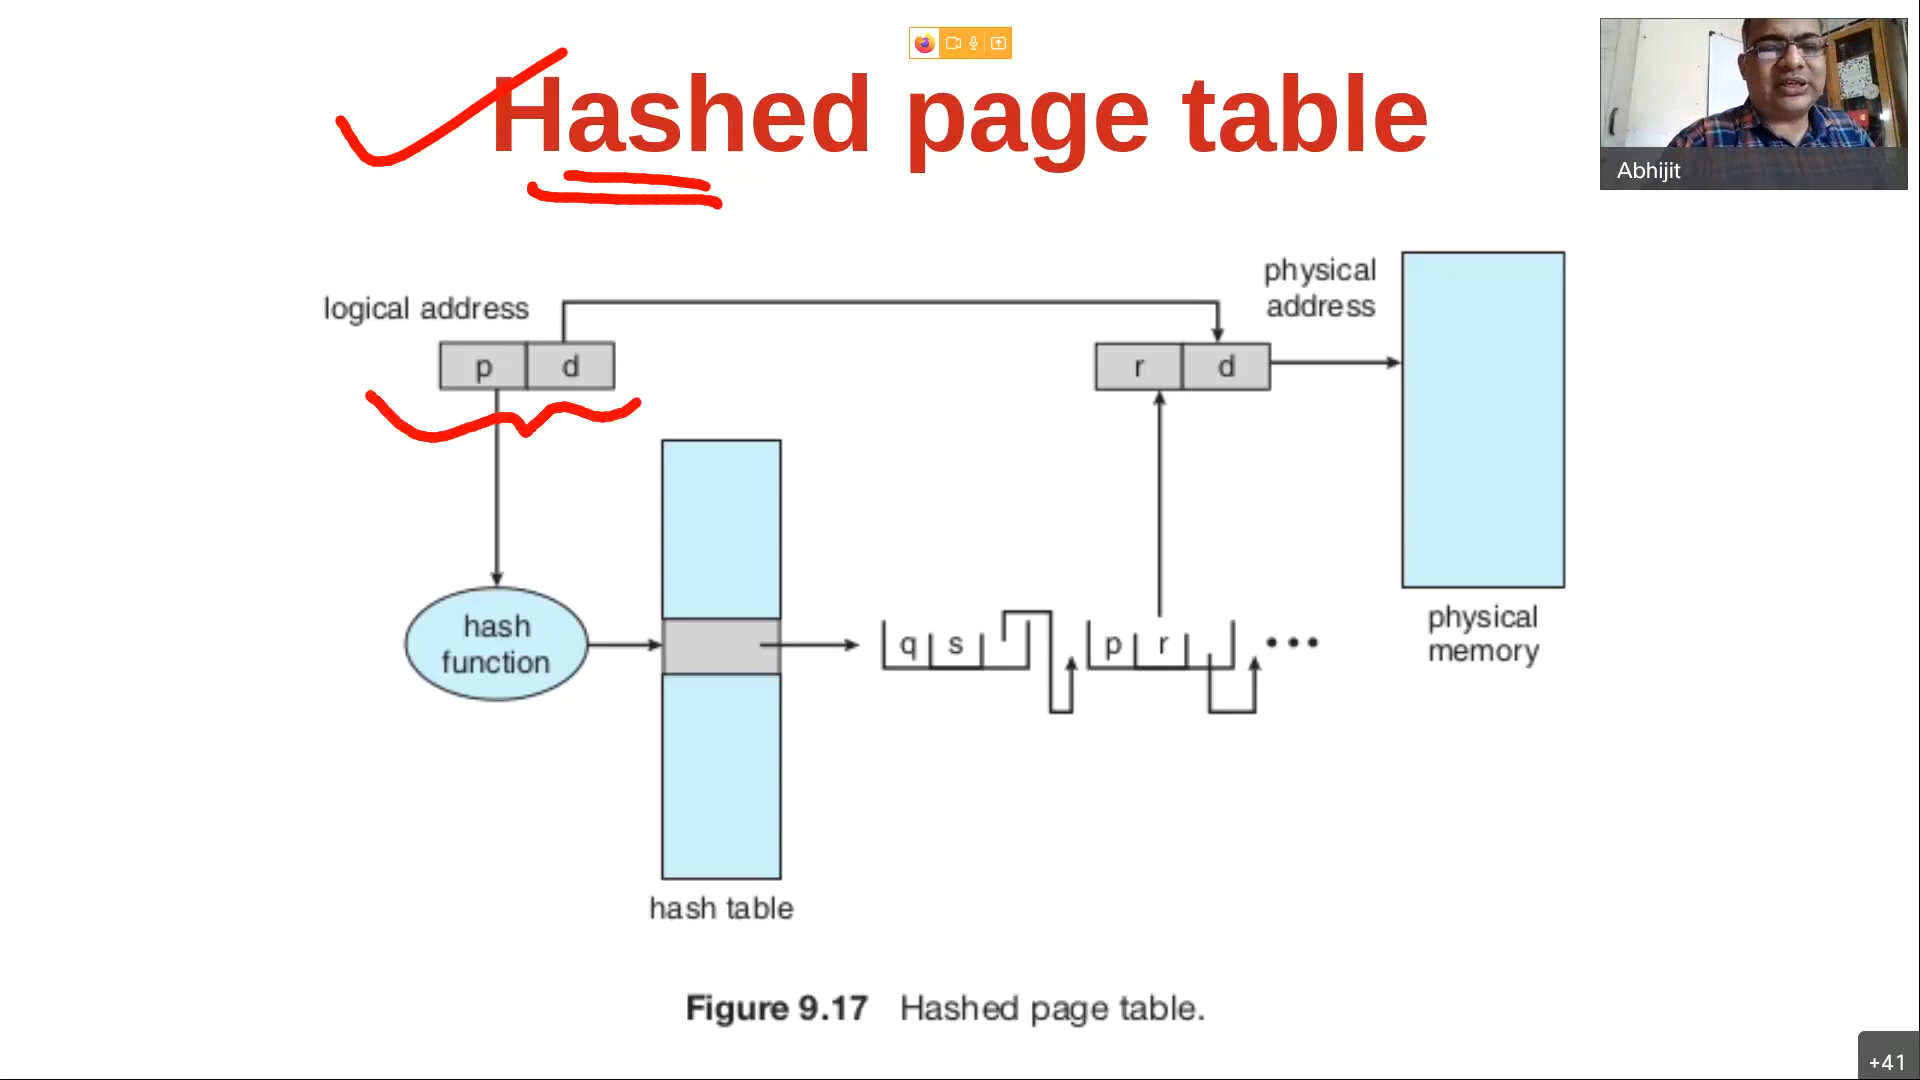 Hashed page table
Abhijit
logical address
physical
address
p d
r d
hash
function
q s
p r
physical
memory
hash table
Figure 9.17 Hashed page table.
+41